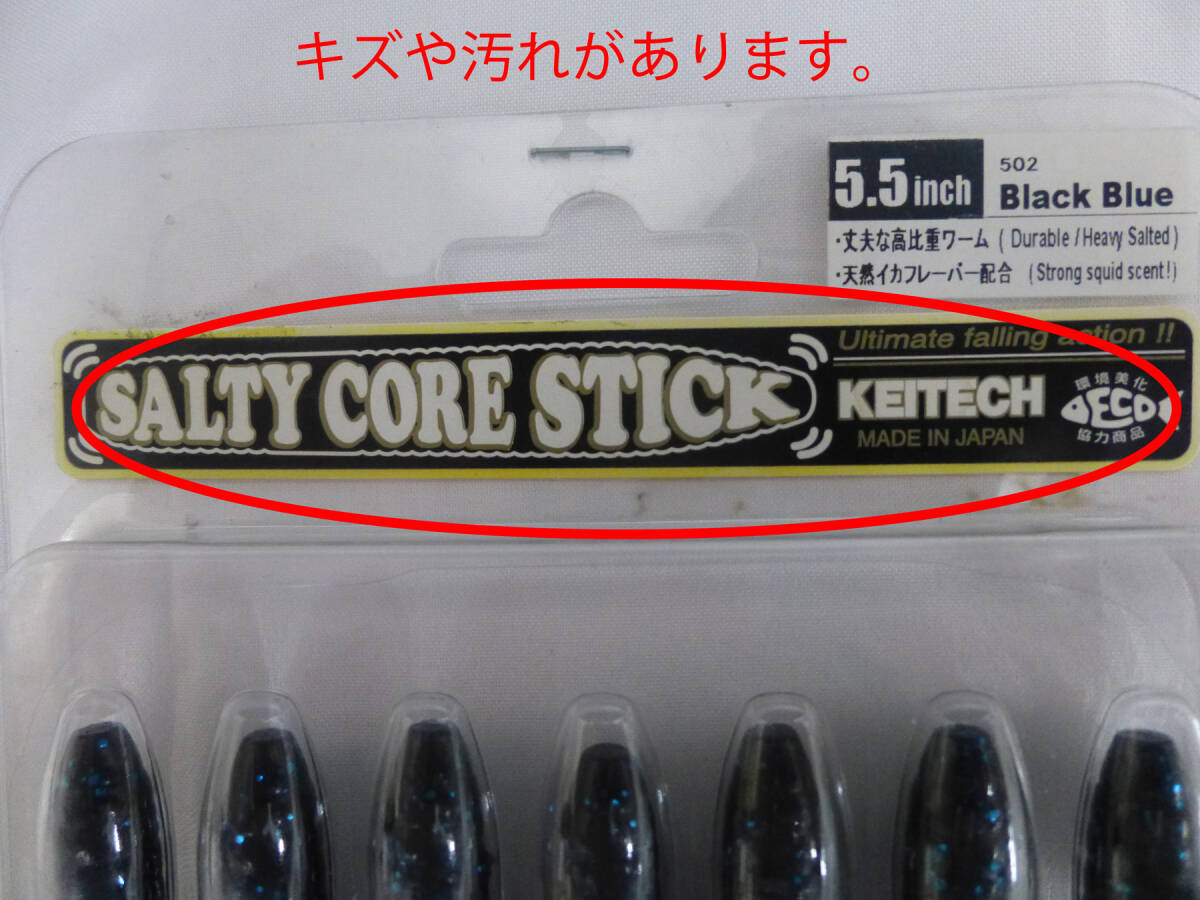 キズや汚れがあります。
5.5inch
502
Black Blue
・丈夫な高比重ワーム ( Durable / Heavy Salted )
・天然イカフレーバー配合 ( Strong squid scent! )
SALTY CORE STICK
Ultimate falling action !!
KEITECH
MADE IN JAPAN
環境美化
ECO
協力商品